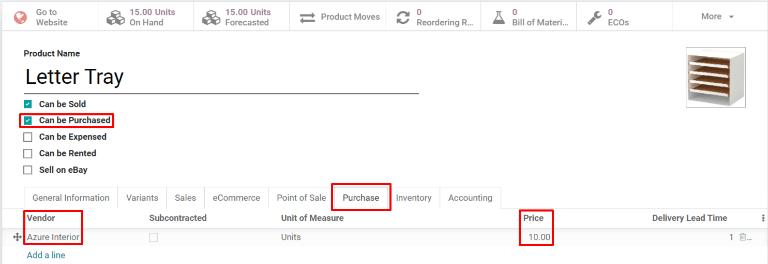 Go to Website
15.00 Units On Hand
15.00 Units Forecasted
Product Moves
0 Reordering R...
0 Bill of Materi...
0 ECOs
More
Product Name
Letter Tray
Can be Sold
Can be Purchased
Can be Expensed
Can be Rented
Sell on eBay
General Information Variants Sales eCommerce Point of Sale Purchase Inventory Accounting
Vendor Subcontracted Unit of Measure Price Delivery Lead Time
Azure Interior Units 10.00 1
Add a line